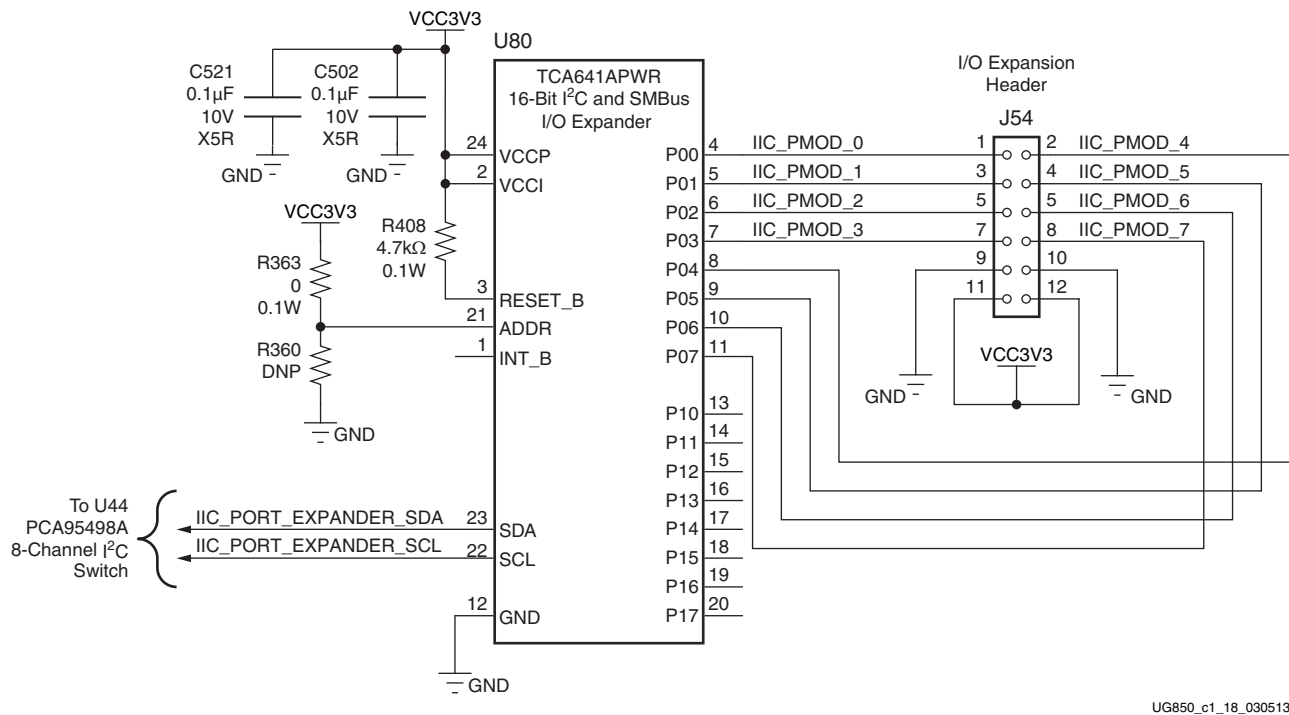 VCC3V3
U80
C521
0.1µF
10V
X5R
C502
0.1µF
10V
X5R
GND
GND
TCA641APWR
16-Bit I²C and SMBus
I/O Expander
I/O Expansion
Header
J54
24
VCCP
2
VCCI
VCC3V3
R408
4.7kΩ
0.1W
R363
0
0.1W
3
RESET_B
21
ADDR
R360
DNP
1
INT_B
GND
P00
4
IIC_PMOD_0
1
2
IIC_PMOD_4
P01
5
IIC_PMOD_1
3
4
IIC_PMOD_5
P02
6
IIC_PMOD_2
5
5
IIC_PMOD_6
P03
7
IIC_PMOD_3
7
8
IIC_PMOD_7
P04
8
9
10
P05
9
11
12
P06
10
P07
11
VCC3V3
GND
GND
P10
13
P11
14
P12
15
P13
16
P14
17
P15
18
P16
19
P17
20
To U44
PCA95498A
8-Channel I²C
Switch
IIC_PORT_EXPANDER_SDA
23
SDA
IIC_PORT_EXPANDER_SCL
22
SCL
12
GND
GND
UG850_c1_18_030513